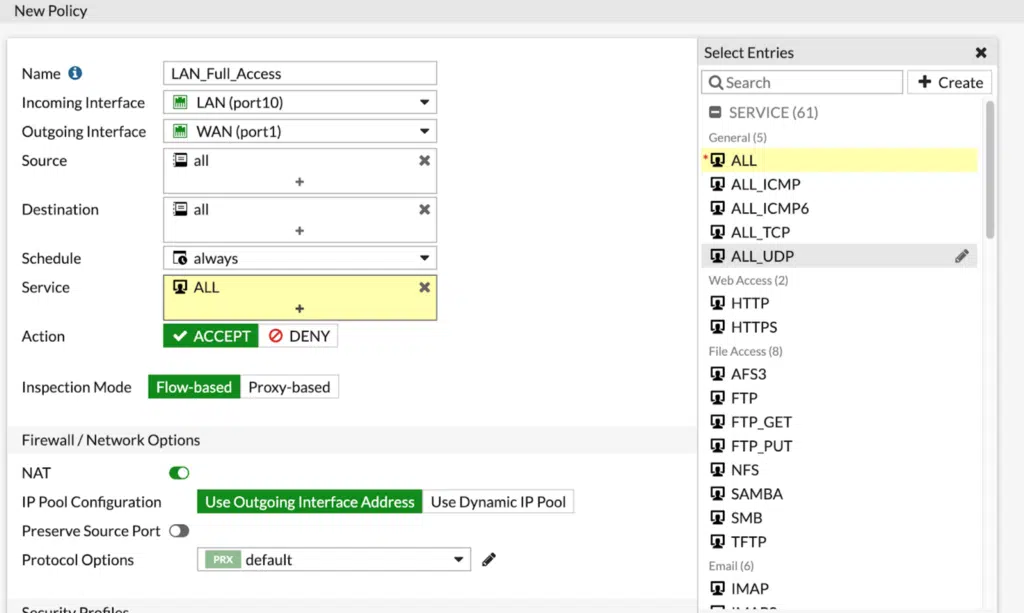 New Policy
Name
LAN_Full_Access
Incoming Interface
LAN (port10)
Outgoing Interface
WAN (port1)
Source
all
+
Destination
all
+
Schedule
always
Service
ALL
+
Action
ACCEPT
DENY
Inspection Mode
Flow-based
Proxy-based
Firewall / Network Options
NAT
IP Pool Configuration
Use Outgoing Interface Address
Use Dynamic IP Pool
Preserve Source Port
Protocol Options
PRX
default
Security Profiles
Select Entries
Search
+ Create
SERVICE (61)
General (5)
* ALL
ALL_ICMP
ALL_ICMP6
ALL_TCP
ALL_UDP
Web Access (2)
HTTP
HTTPS
File Access (8)
AFS3
FTP
FTP_GET
FTP_PUT
NFS
SAMBA
SMB
TFTP
Email (6)
IMAP
IMAPS